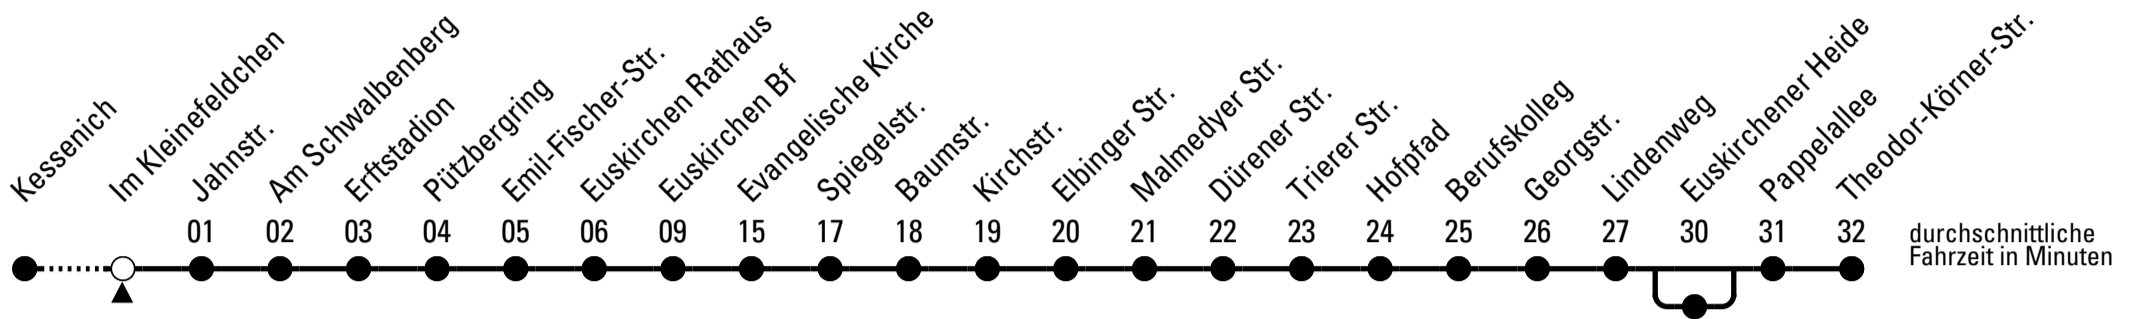 Kessenich
Im Kleinefeldchen
Jahnstr.
Am Schwalbenberg
Erftstadion
Pützbergring
Emil-Fischer-Str.
Euskirchen Rathaus
Euskirchen Bf
Evangelische Kirche
Spiegelstr.
Baumstr.
Kirchstr.
Elbinger Str.
Malmedyer Str.
Dürener Str.
Trierer Str.
Hofpfad
Berufskolleg
Georgstr.
Lindenweg
Euskirchener Heide
Pappelallee
Theodor-Körner-Str.
01 02 03 04 05 06 09 15 17 18 19 20 21 22 23 24 25 26 27 30 31 32
durchschnittliche
Fahrzeit in Minuten